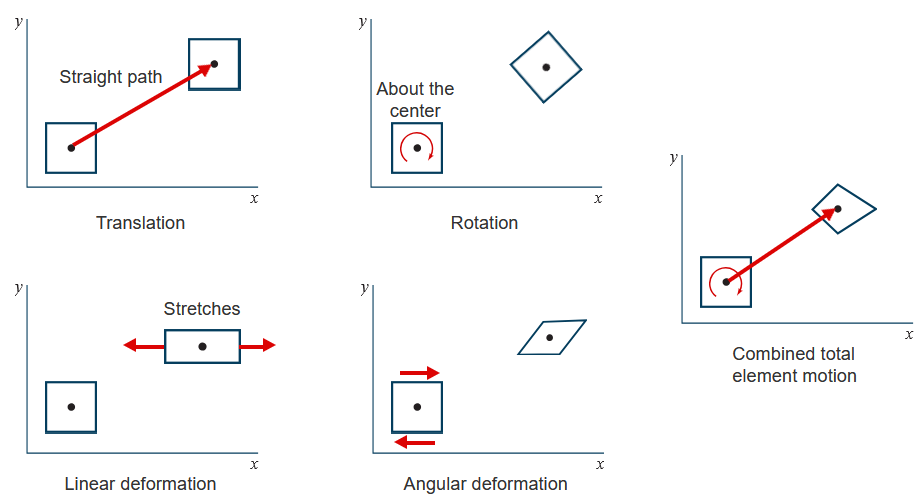 y
Straight path
x
Translation
y
About the
center
x
Rotation
y
Stretches
x
Linear deformation
y
x
Angular deformation
y
x
Combined total
element motion